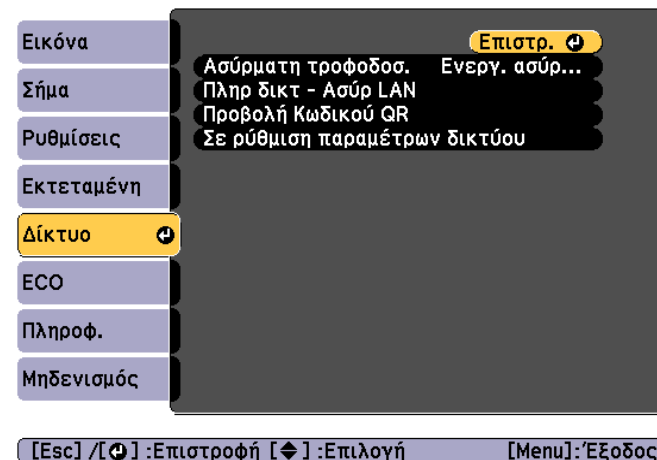 Εικόνα
Σήμα
Ρυθμίσεις
Εκτεταμένη
Δίκτυο
ECO
Πληροφ.
Μηδενισμός
Επιστρ.
Ασύρματη τροφοδοσ. Ενεργ. ασύρ...
Πληρ δικτ - Ασύρ LAN
Προβολή Κωδικού QR
Σε ρύθμιση παραμέτρων δικτύου
[Esc] /[⏎] :Επιστροφή [◆] :Επιλογή [Menu]:Έξοδος